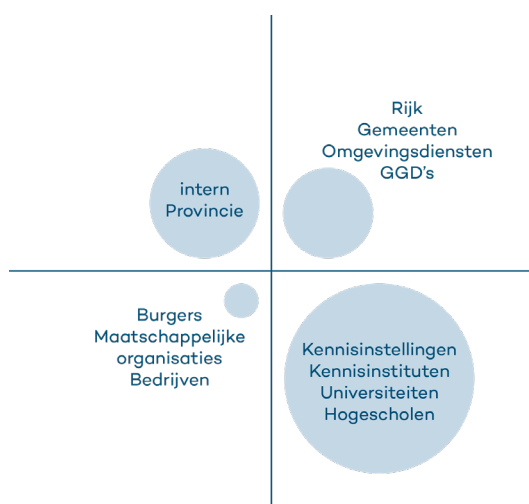 Rijk
Gemeenten
Omgevingsdiensten
GGD's
intern
Provincie
Burgers
Maatschappelijke
organisaties
Bedrijven
Kennisinstellingen
Kennisinstituten
Universiteiten
Hogescholen